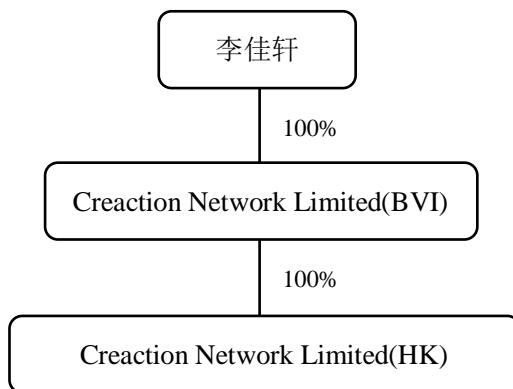 李佳轩
100%
Creaction Network Limited(BVI)
100%
Creaction Network Limited(HK)